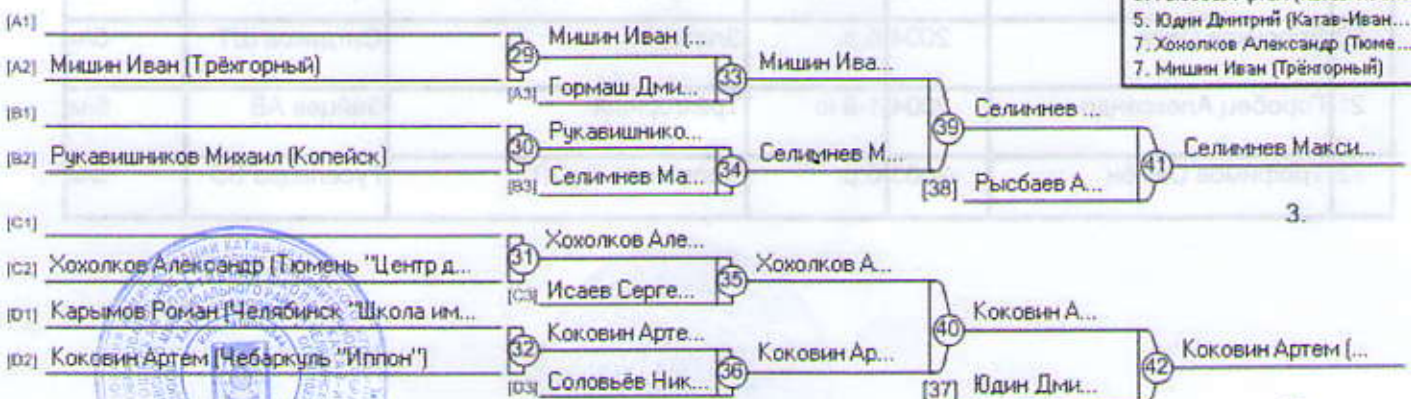 5. Юдин Дмитрий (Катав-Иван...
7. Хохолков Александр (Тюме...
7. Мишин Иван (Трёхгорный)
[A1]
[A2] Мишин Иван (Трёхгорный)
29
Мишин Иван (...
[A3] Гормаш Дми...
33
Мишин Ива...
[B1]
[B2] Рукавишников Михаил (Копейск)
30
Рукавишнико...
[B3] Селимнев Ма...
34
Селимнев М...
39
Селимнев ...
[38] Рысбаев А...
41
Селимнев Макси...
3.
[C1]
[C2] Хохолков Александр (Тюмень "Центр д...
31
Хохолков Але...
[C3] Исаев Серге...
35
Хохолков А...
[D1] Карымов Роман (Челябинск "Школа им...
[D2] Коковин Артем (Чебаркуль "Иппон")
32
Коковин Арте...
[D3] Соловьёв Ник...
36
Коковин Ар...
40
Коковин А...
[37] Юдин Дми...
42
Коковин Артем (...